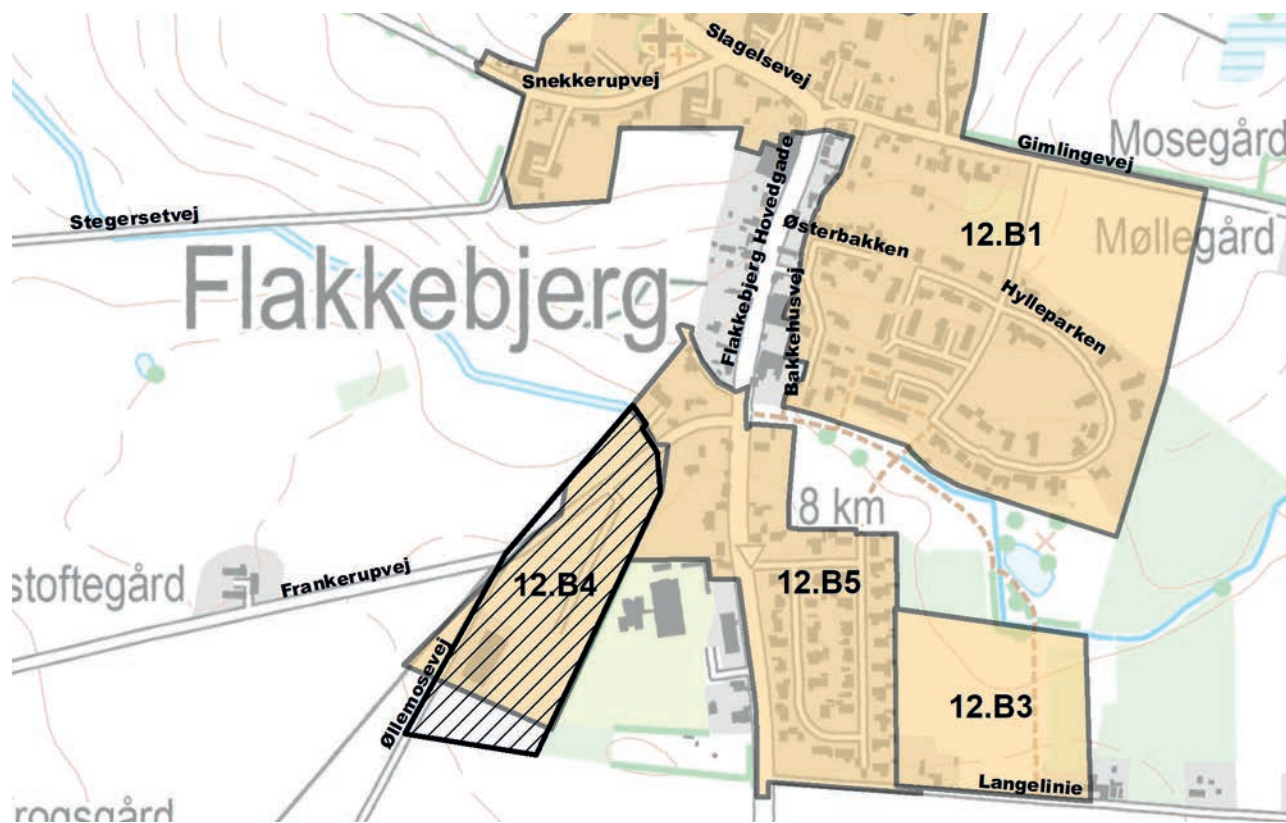 Slagelsevej
Snekkerupvej
Gimlingevej
Mosegård
Stegersetvej
Flakkebjerg Hovedgade
Østerbakken
12.B1
Møllegård
Flakkebjerg
Hylleparken
Bakkehusvej
8 km
stoftegård
Frankerupvej
12.B4
12.B5
Øllemosevej
12.B3
Langelinie
rogsgård